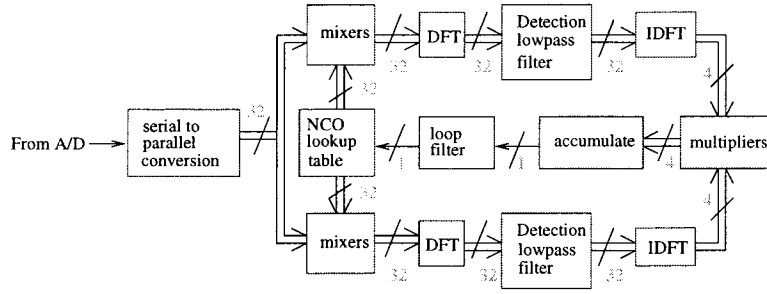 mixers
DFT
Detection
lowpass
filter
IDFT
32
32
32
4
32
32
From A/D
serial to
parallel
conversion
NCO
lookup
table
1
loop
filter
1
accumulate
4
multipliers
32
4
mixers
32
DFT
32
Detection
lowpass
filter
32
IDFT